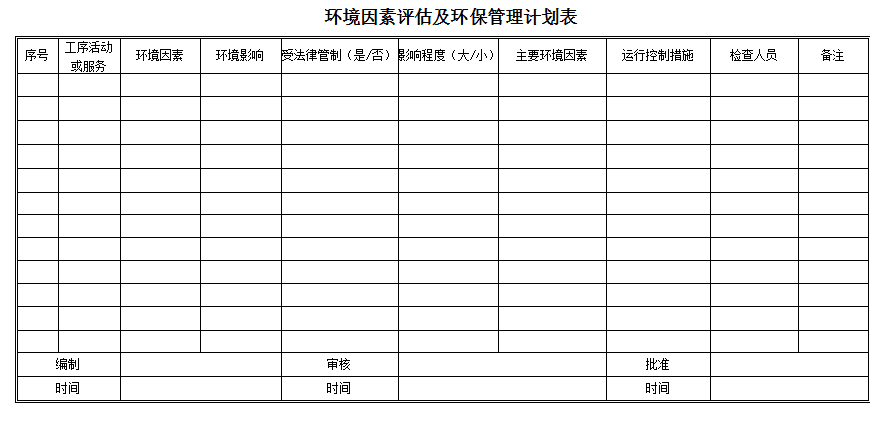 环境因素评估及环保管理计划表
序号 工序活动或服务 环境因素 环境影响 受法律管制（是/否） 影响程度（大/小） 主要环境因素 运行控制措施 检查人员 备注
编制 审核 批准
时间 时间 时间